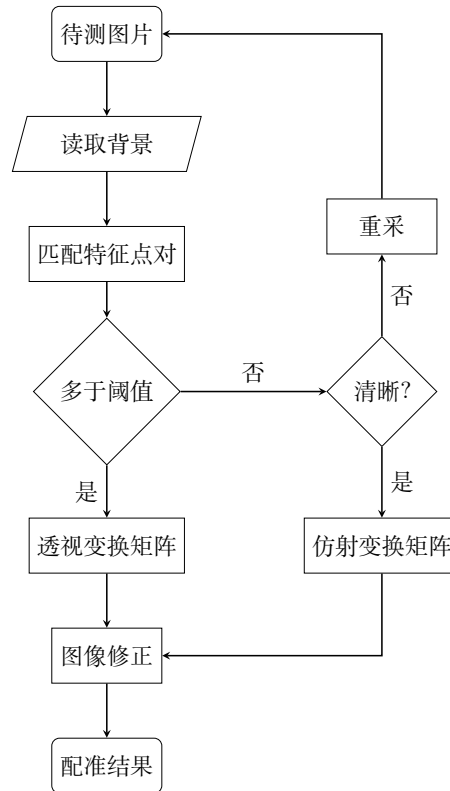 待测图片
读取背景
重采
匹配特征点对
否
否
多于阈值
清晰?
是
是
透视变换矩阵
仿射变换矩阵
图像修正
配准结果